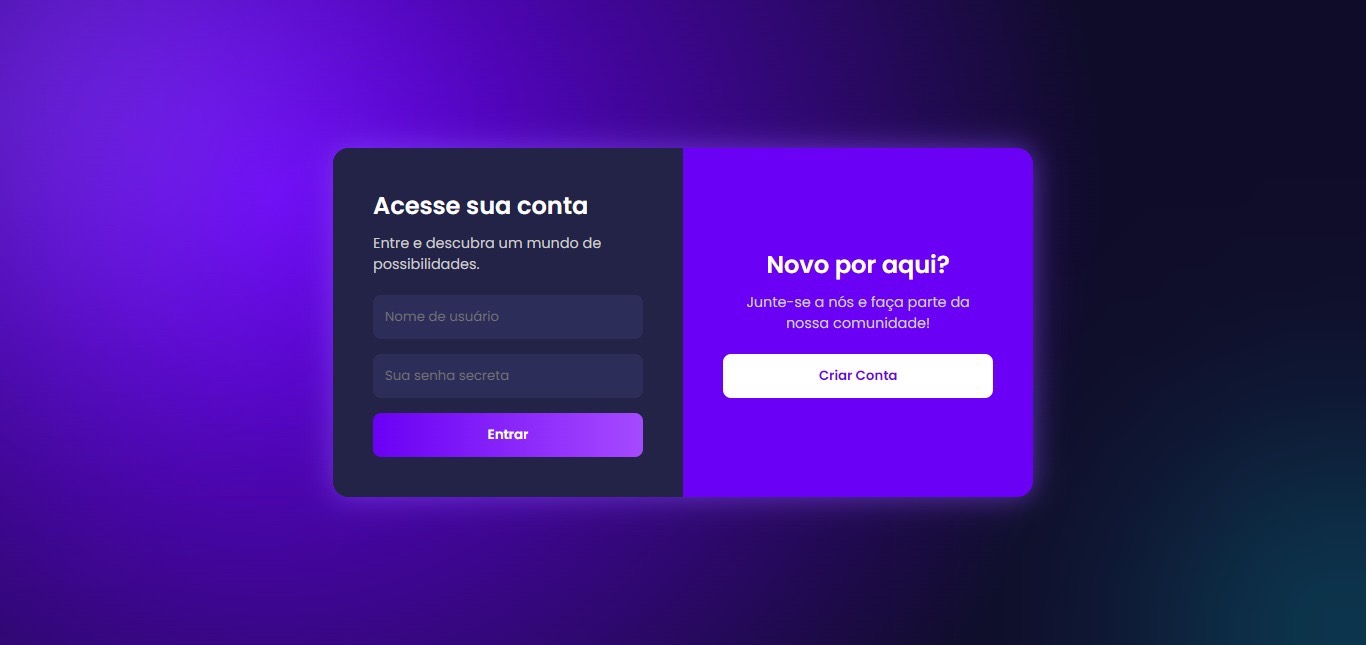 Acesse sua conta
Entre e descubra um mundo de
possibilidades.
Nome de usuário
Sua senha secreta
Entrar
Novo por aqui?
Junte-se a nós e faça parte da
nossa comunidade!
Criar Conta